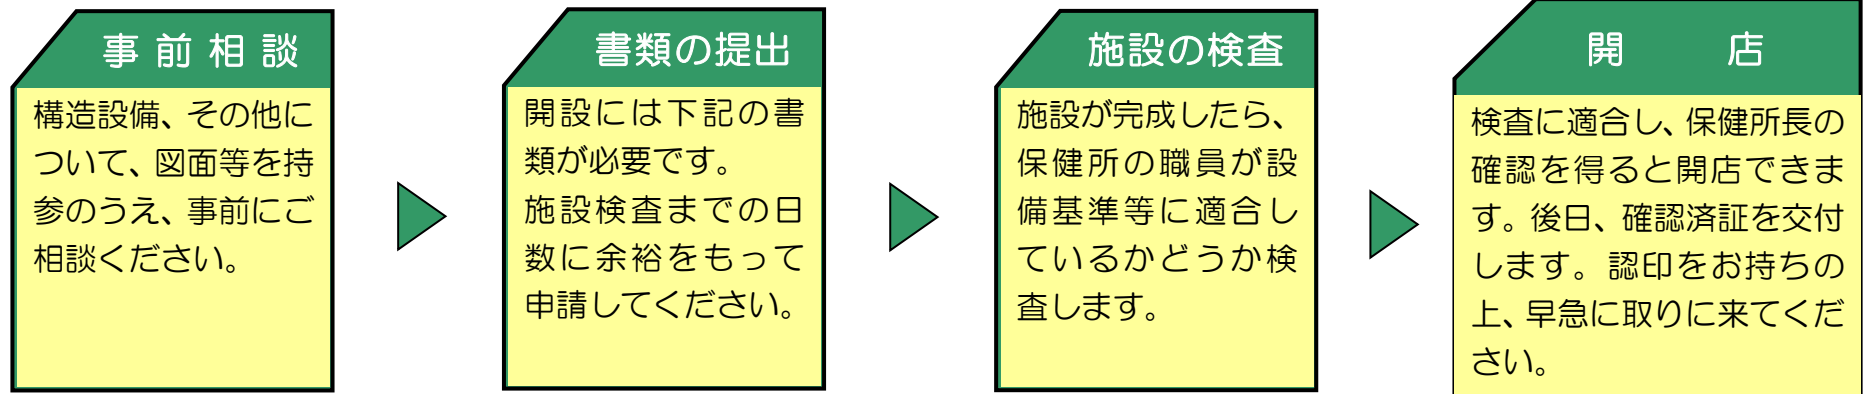 事前相談
構造設備、その他に
ついて、図面等を持
参のうえ、事前にご
相談ください。
書類の提出
開設には下記の書
類が必要です。
施設検査までの日
数に余裕をもって
申請してください。
施設の検査
施設が完成したら、
保健所の職員が設
備基準等に適合し
ているかどうか検
査します。
開店
検査に適合し、保健所長の
確認を得ると開店できま
す。後日、確認済証を交付
します。認印をお持ちの
上、早急に取りに来てくだ
さい。